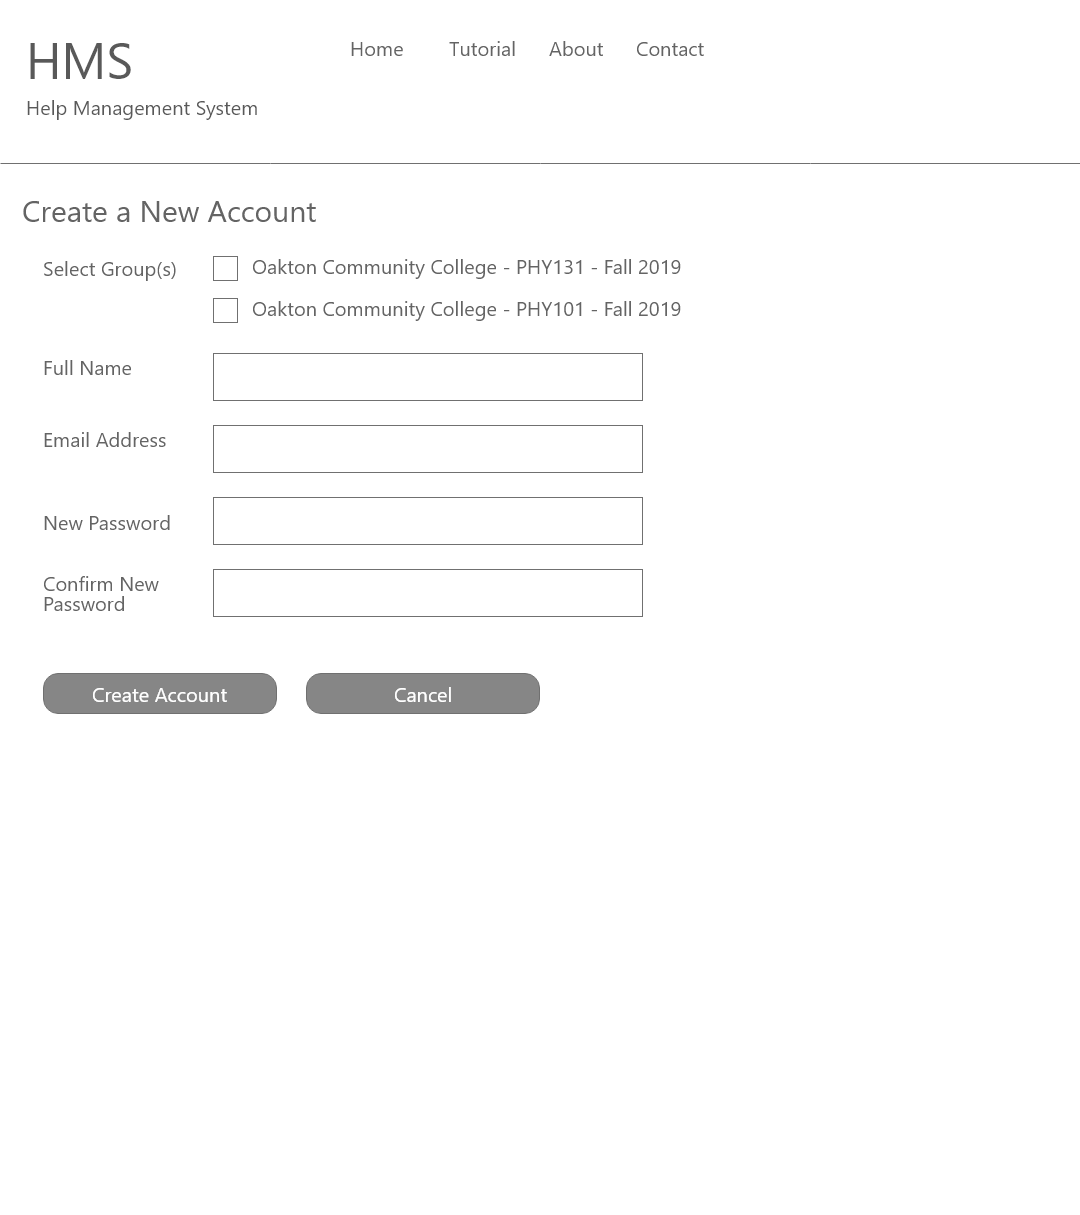 HMS
Help Management System
Home Tutorial About Contact
Create a New Account
Select Group(s)
Oakton Community College - PHY131 - Fall 2019
Oakton Community College - PHY101 - Fall 2019
Full Name
Email Address
New Password
Confirm New
Password
Create Account Cancel